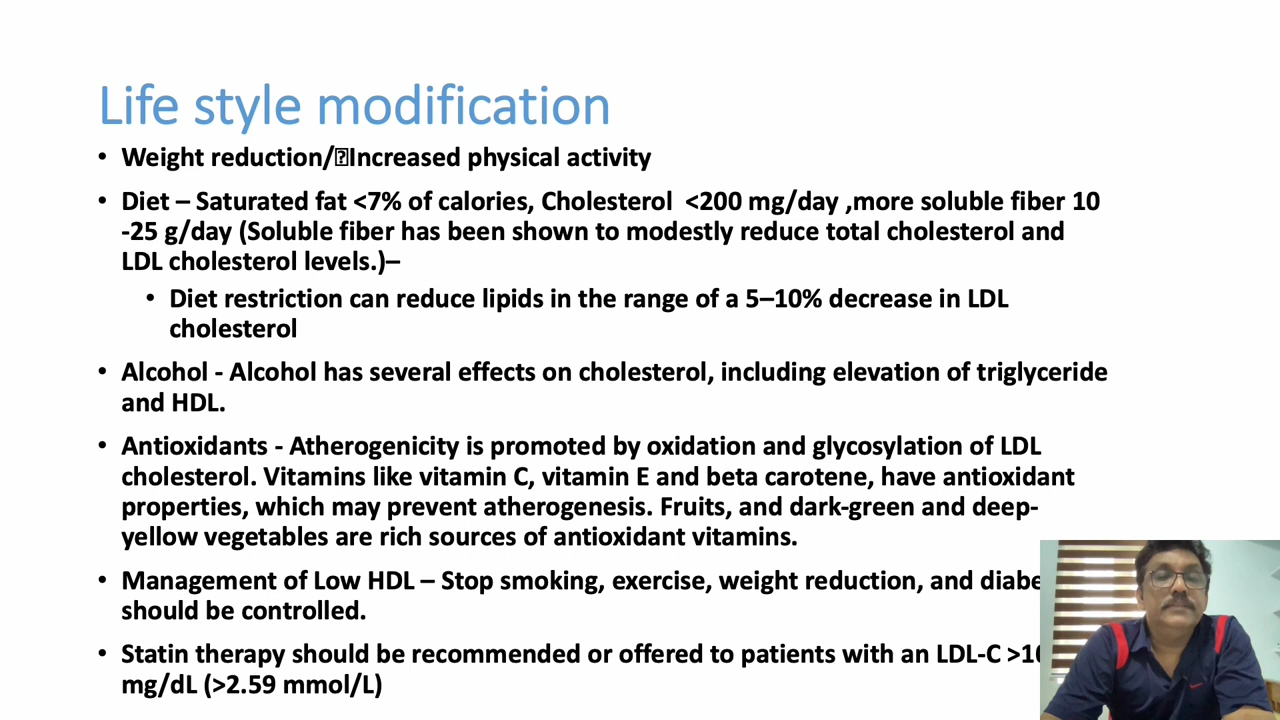 Life style modification
• Weight reduction/⍰Increased physical activity
• Diet – Saturated fat <7% of calories, Cholesterol <200 mg/day ,more soluble fiber 10
-25 g/day (Soluble fiber has been shown to modestly reduce total cholesterol and
LDL cholesterol levels.)–
• Diet restriction can reduce lipids in the range of a 5–10% decrease in LDL
cholesterol
• Alcohol - Alcohol has several effects on cholesterol, including elevation of triglyceride
and HDL.
• Antioxidants - Atherogenicity is promoted by oxidation and glycosylation of LDL
cholesterol. Vitamins like vitamin C, vitamin E and beta carotene, have antioxidant
properties, which may prevent atherogenesis. Fruits, and dark-green and deep-
yellow vegetables are rich sources of antioxidant vitamins.
• Management of Low HDL – Stop smoking, exercise, weight reduction, and
should be controlled.
• Statin therapy should be recommended or offered to patients with an LDL-C
mg/dL (>2.59 mmol/L)